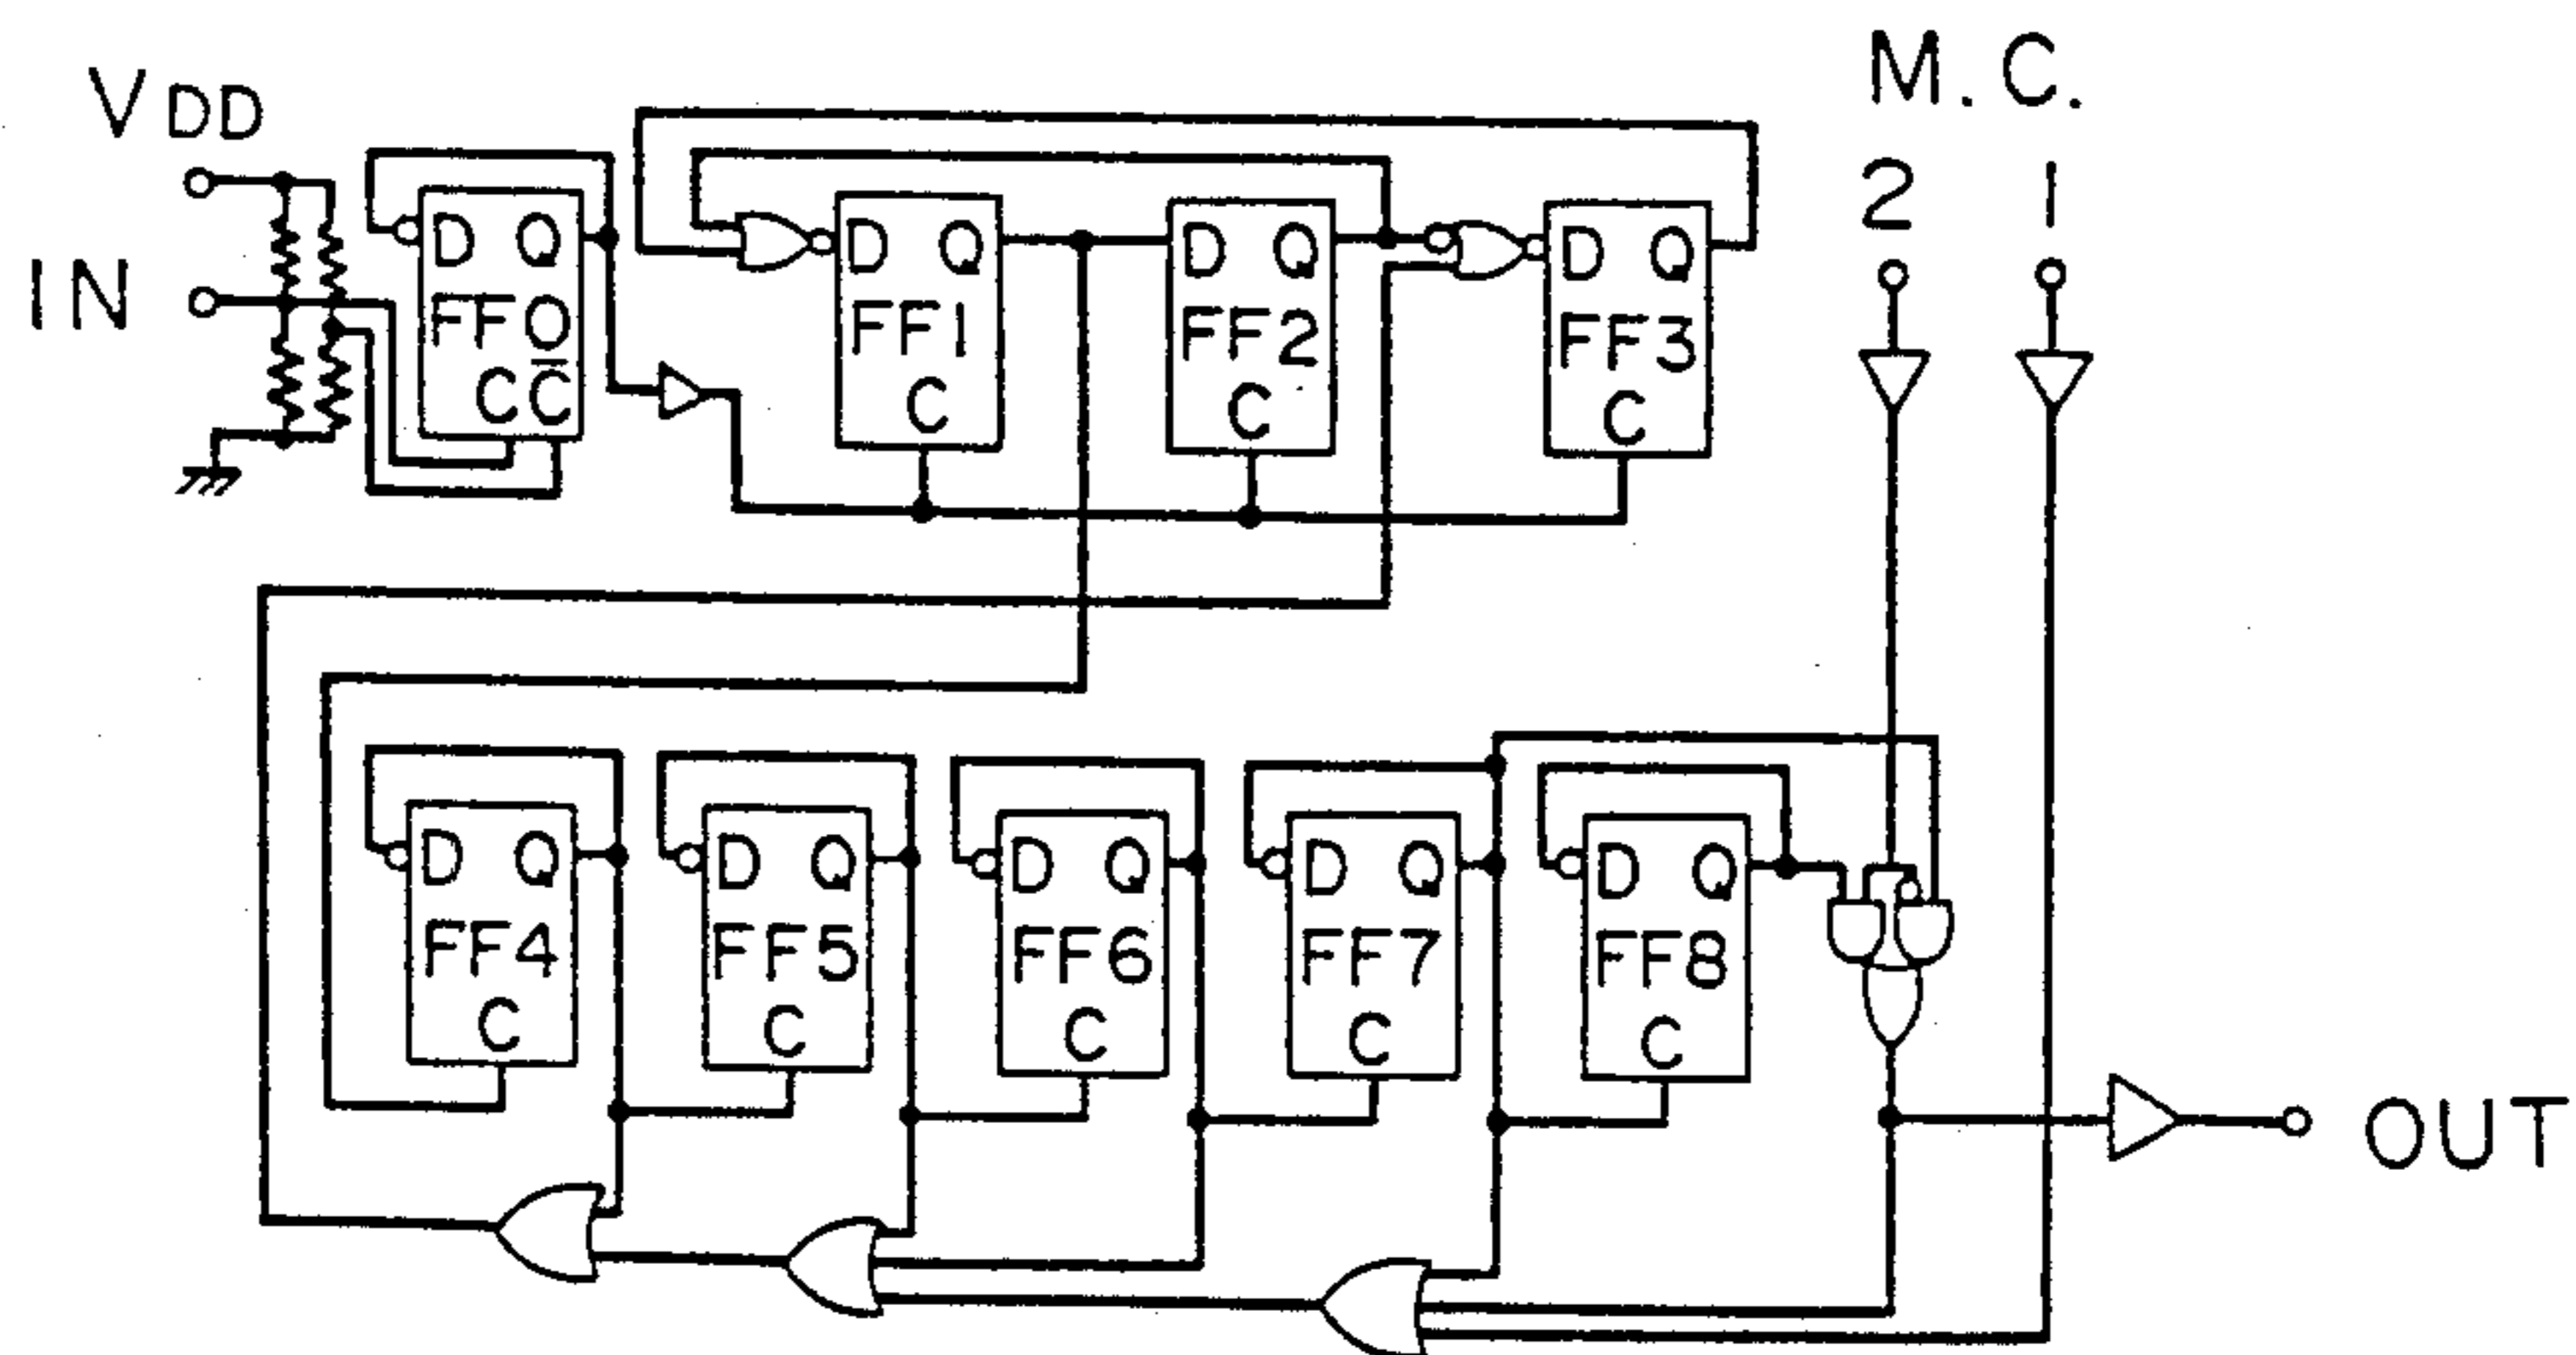 M.C.
2 1
VDD
IN
D Q
FF0
C C̅
D Q
FF1
C
D Q
FF2
C
D Q
FF3
C
D Q
FF4
C
D Q
FF5
C
D Q
FF6
C
D Q
FF7
C
D Q
FF8
C
OUT